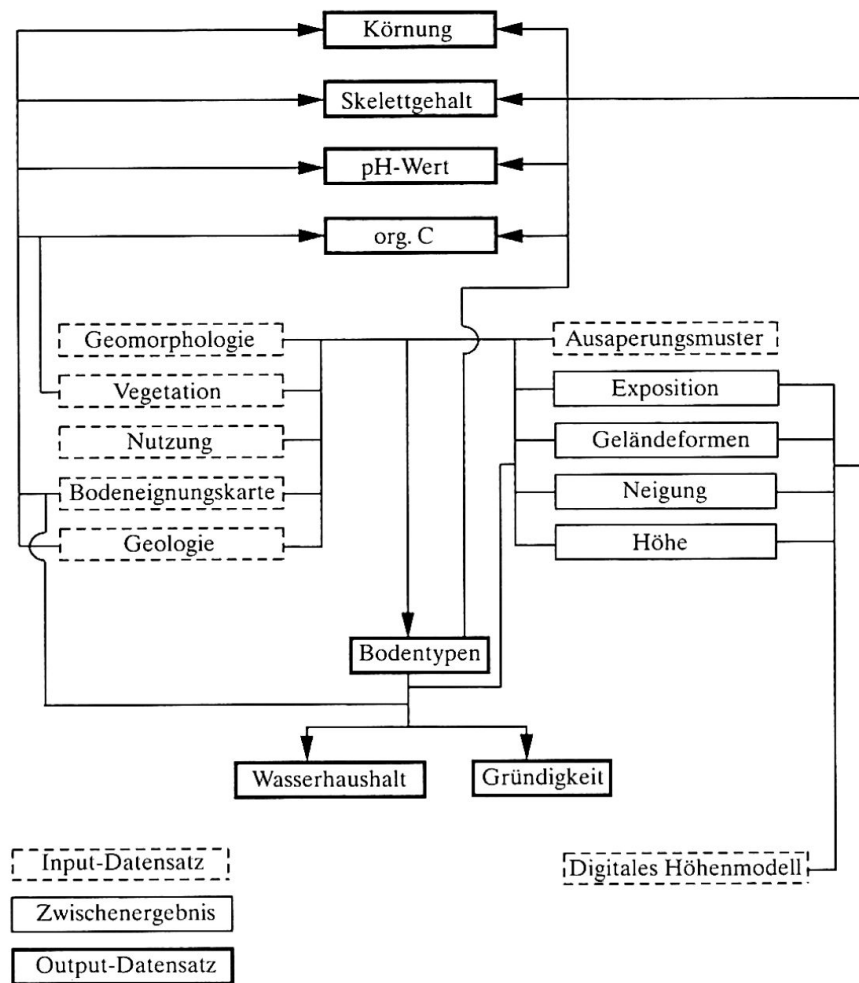 Körnung
Skelettgehalt
pH-Wert
org. C
Geomorphologie
Vegetation
Nutzung
Bodeneignungskarte
Geologie
Ausaperungsmuster
Exposition
Geländeformen
Neigung
Höhe
Bodentypen
Wasserhaushalt
Gründigkeit
Input-Datensatz
Zwischenergebnis
Output-Datensatz
Digitales Höhenmodell